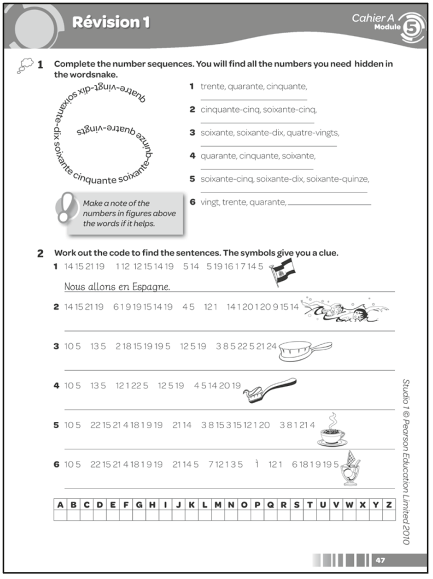 Révision 1
Cahier A
Module
5
1 Complete the number sequences. You will find all the numbers you need hidden in
the wordsnake.
quatre-vingt-dix soixante-dix soixante cinquante soixante-quinze quatre-vingts
Make a note of the
numbers in figures above
the words if it helps.
1 trente, quarante, cinquante,
2 cinquante-cinq, soixante-cinq,
3 soixante, soixante-dix, quatre-vingts,
4 quarante, cinquante, soixante,
5 soixante-cinq, soixante-dix, soixante-quinze,
6 vingt, trente, quarante,
2 Work out the code to find the sentences. The symbols give you a clue.
1 14 15 21 19 1 12 12 15 14 19 5 14 5 19 16 1 7 14 5
Nous allons en Espagne.
2 14 15 21 19 6 1 9 19 15 14 19 4 5 12 1 14 1 20 1 20 9 15 14
3 10 5 13 5 2 18 15 19 19 5 12 5 19 3 8 5 22 5 21 24
4 10 5 13 5 12 1 22 5 12 5 19 4 5 14 20 19
5 10 5 22 15 21 4 18 1 9 19 21 14 3 8 15 3 15 12 1 20 3 8 1 21 4
6 10 5 22 15 21 4 18 1 9 19 21 14 5 7 12 1 3 5 à 12 1 6 18 1 9 19 5
A B C D E F G H I J K L M N O P Q R S T U V W X Y Z
Studio 1 © Pearson Education Limited 2010
47